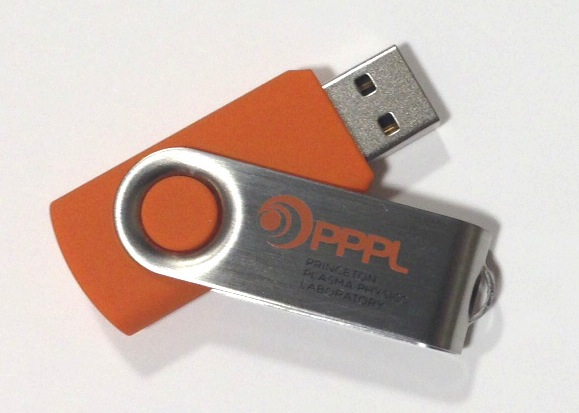 PPPL
PRINCETON
PLASMA PHYSICS
LABORATORY